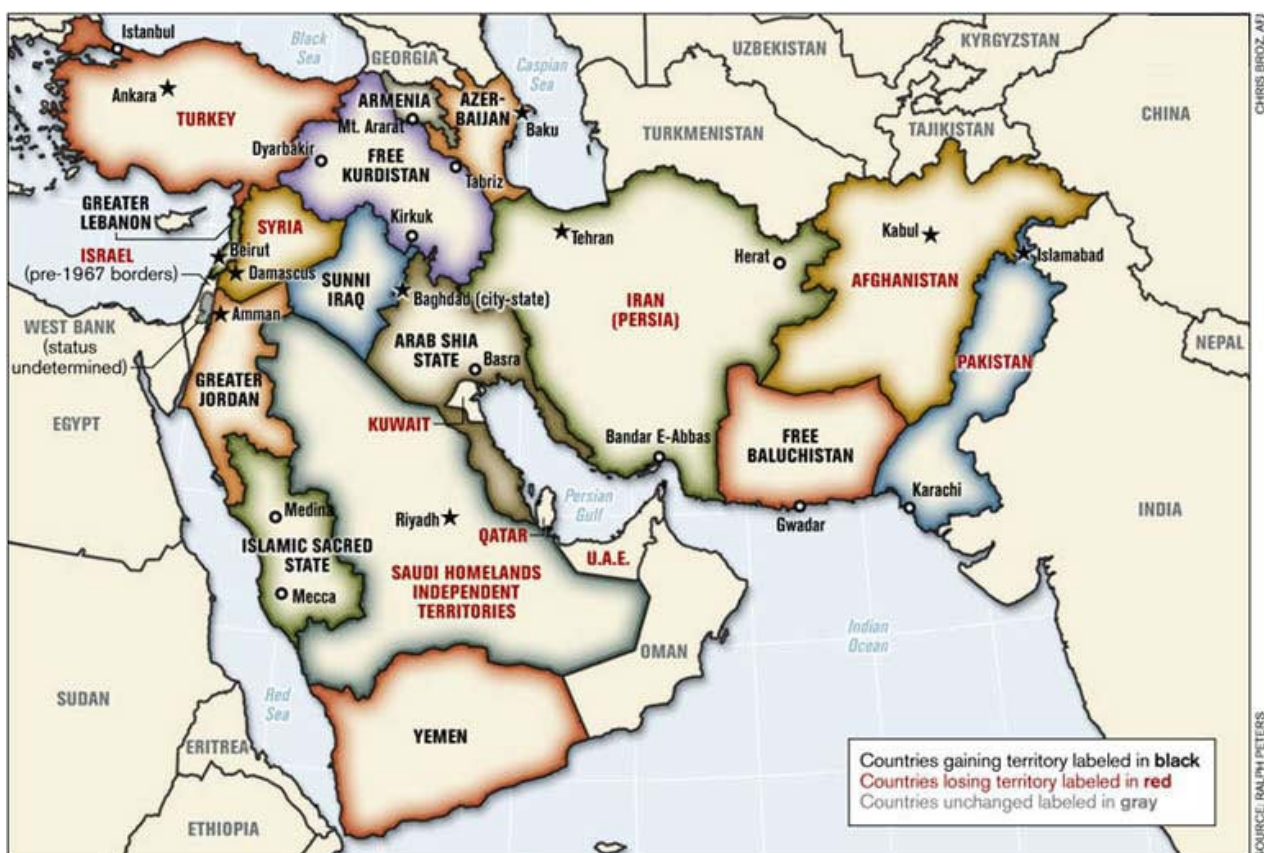 Istanbul
Black
Sea
GEORGIA
Caspian
Sea
UZBEKISTAN
KYRGYZSTAN
CHRIS BROZ, AFJ
Ankara
TURKEY
ARMENIA
Mt. Ararat
AZER-
BAIJAN
Baku
TURKMENISTAN
TAJIKISTAN
CHINA
Dyarbakir
FREE
KURDISTAN
Tabriz
GREATER
LEBANON
SYRIA
Kirkuk
Tehran
Herat
Kabul
Islamabad
ISRAEL
(pre-1967 borders)
Beirut
Damascus
SUNNI
IRAQ
Baghdad (city-state)
IRAN
(PERSIA)
AFGHANISTAN
WEST BANK
(status
undetermined)
Amman
ARAB SHIA
STATE
Basra
PAKISTAN
NEPAL
EGYPT
GREATER
JORDAN
KUWAIT
Bandar E-Abbas
FREE
BALUCHISTAN
Medina
Riyadh
Persian
Gulf
Gwadar
Karachi
INDIA
ISLAMIC SACRED
STATE
QATAR
U.A.E.
Mecca
SAUDI HOMELANDS
INDEPENDENT
TERRITORIES
OMAN
Indian
Ocean
SUDAN
Red
Sea
YEMEN
ERITREA
ETHIOPIA
Countries gaining territory labeled in black
Countries losing territory labeled in red
Countries unchanged labeled in gray
SOURCE: RALPH PETERS